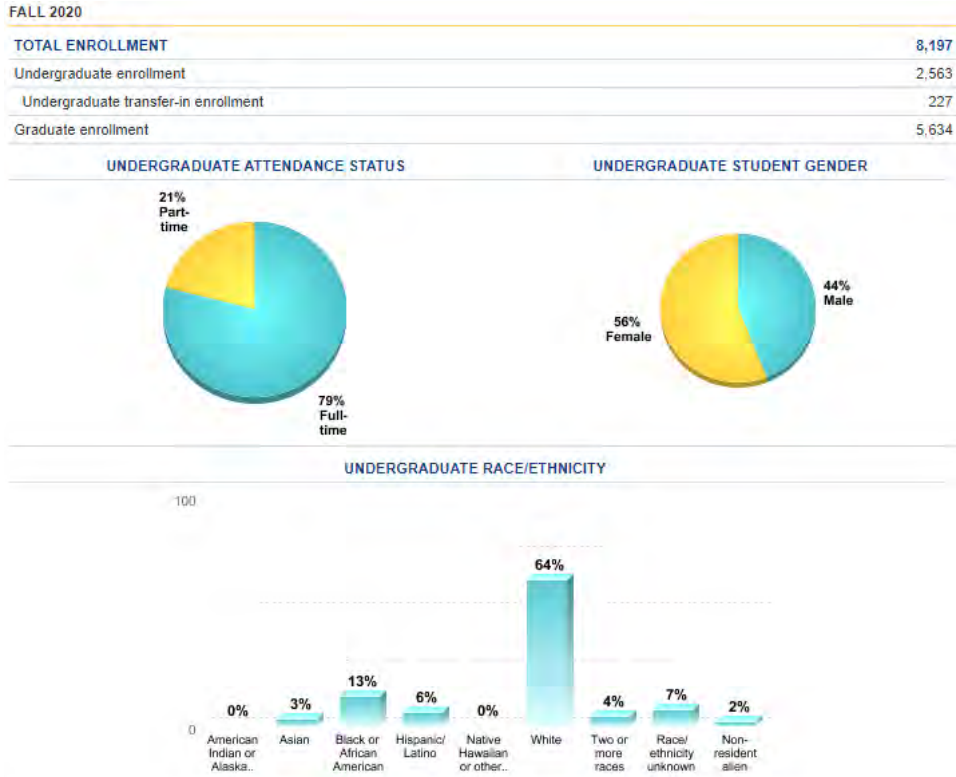 FALL 2020
TOTAL ENROLLMENT 8,197
Undergraduate enrollment 2,563
Undergraduate transfer-in enrollment 227
Graduate enrollment 5,634
UNDERGRADUATE ATTENDANCE STATUS
21%
Part-
time
79%
Full-
time
UNDERGRADUATE STUDENT GENDER
44%
Male
56%
Female
UNDERGRADUATE RACE/ETHNICITY
100
0
0%
3%
13%
6%
0%
64%
4%
7%
2%
American
Indian or
Alaska..
Asian
Black or
African
American
Hispanic/
Latino
Native
Hawaiian
or other..
White
Two or
more
races
Race/
ethnicity
unknown
Non-
resident
alien